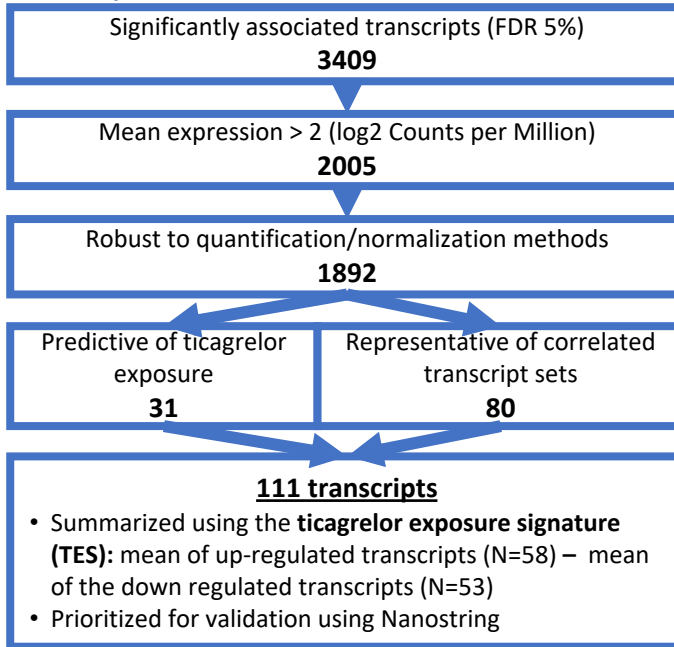 Significantly associated transcripts (FDR 5%)
3409
Mean expression > 2 (log2 Counts per Million)
2005
Robust to quantification/normalization methods
1892
Predictive of ticagrelor
exposure
31
Representative of correlated
transcript sets
80
111 transcripts
• Summarized using the ticagrelor exposure signature
(TES): mean of up-regulated transcripts (N=58) – mean
of the down regulated transcripts (N=53)
• Prioritized for validation using Nanostring